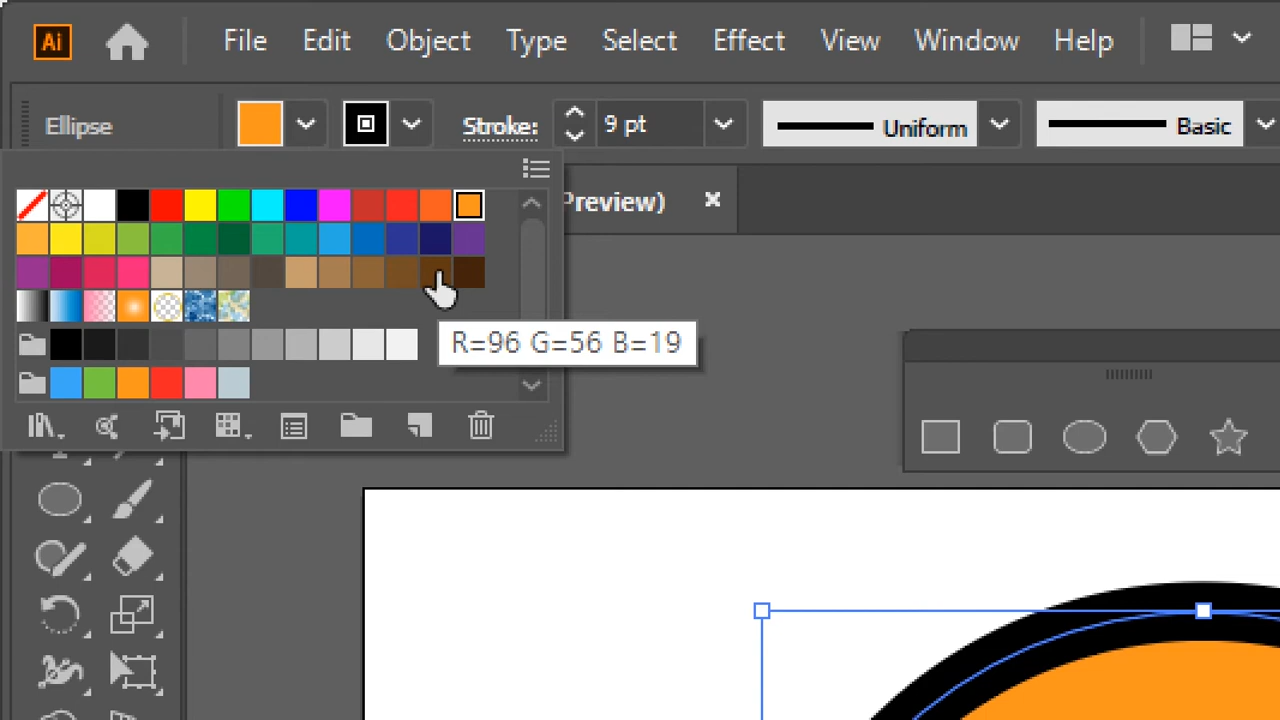 Ai File Edit Object Type Select Effect View Window Help
Ellipse Stroke: 9 pt Uniform Basic
Preview)
R=96 G=56 B=19